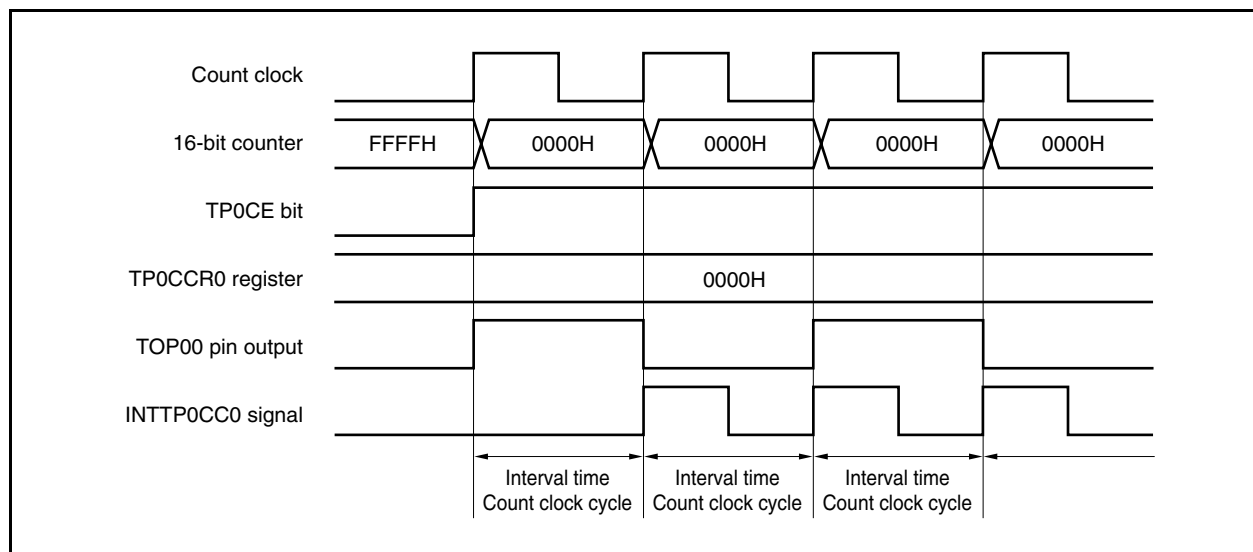 Count clock
16-bit counter
FFFFH
0000H
0000H
0000H
0000H
TP0CE bit
TP0CCR0 register
0000H
TOP00 pin output
INTTP0CC0 signal
Interval time
Count clock cycle
Interval time
Count clock cycle
Interval time
Count clock cycle